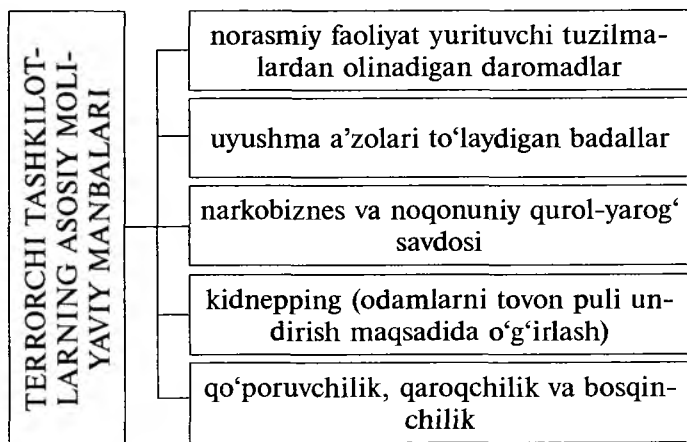 TERRORCHI TASHKILOT-
LARNING ASOSIY MOLI-
YAVIY MANBALARI
norasmiy faoliyat yurituvchi tuzilma-
lardan olinadigan daromadlar
uyushma a’zolari to‘laydigan badallar
narkobiznes va noqonuniy qurol-yarog‘
savdosi
kidnepping (odamlarni tovon puli un-
dirish maqsadida o‘g‘irlash)
qo‘poruvchilik, qaroqchilik va bosqin-
chilik